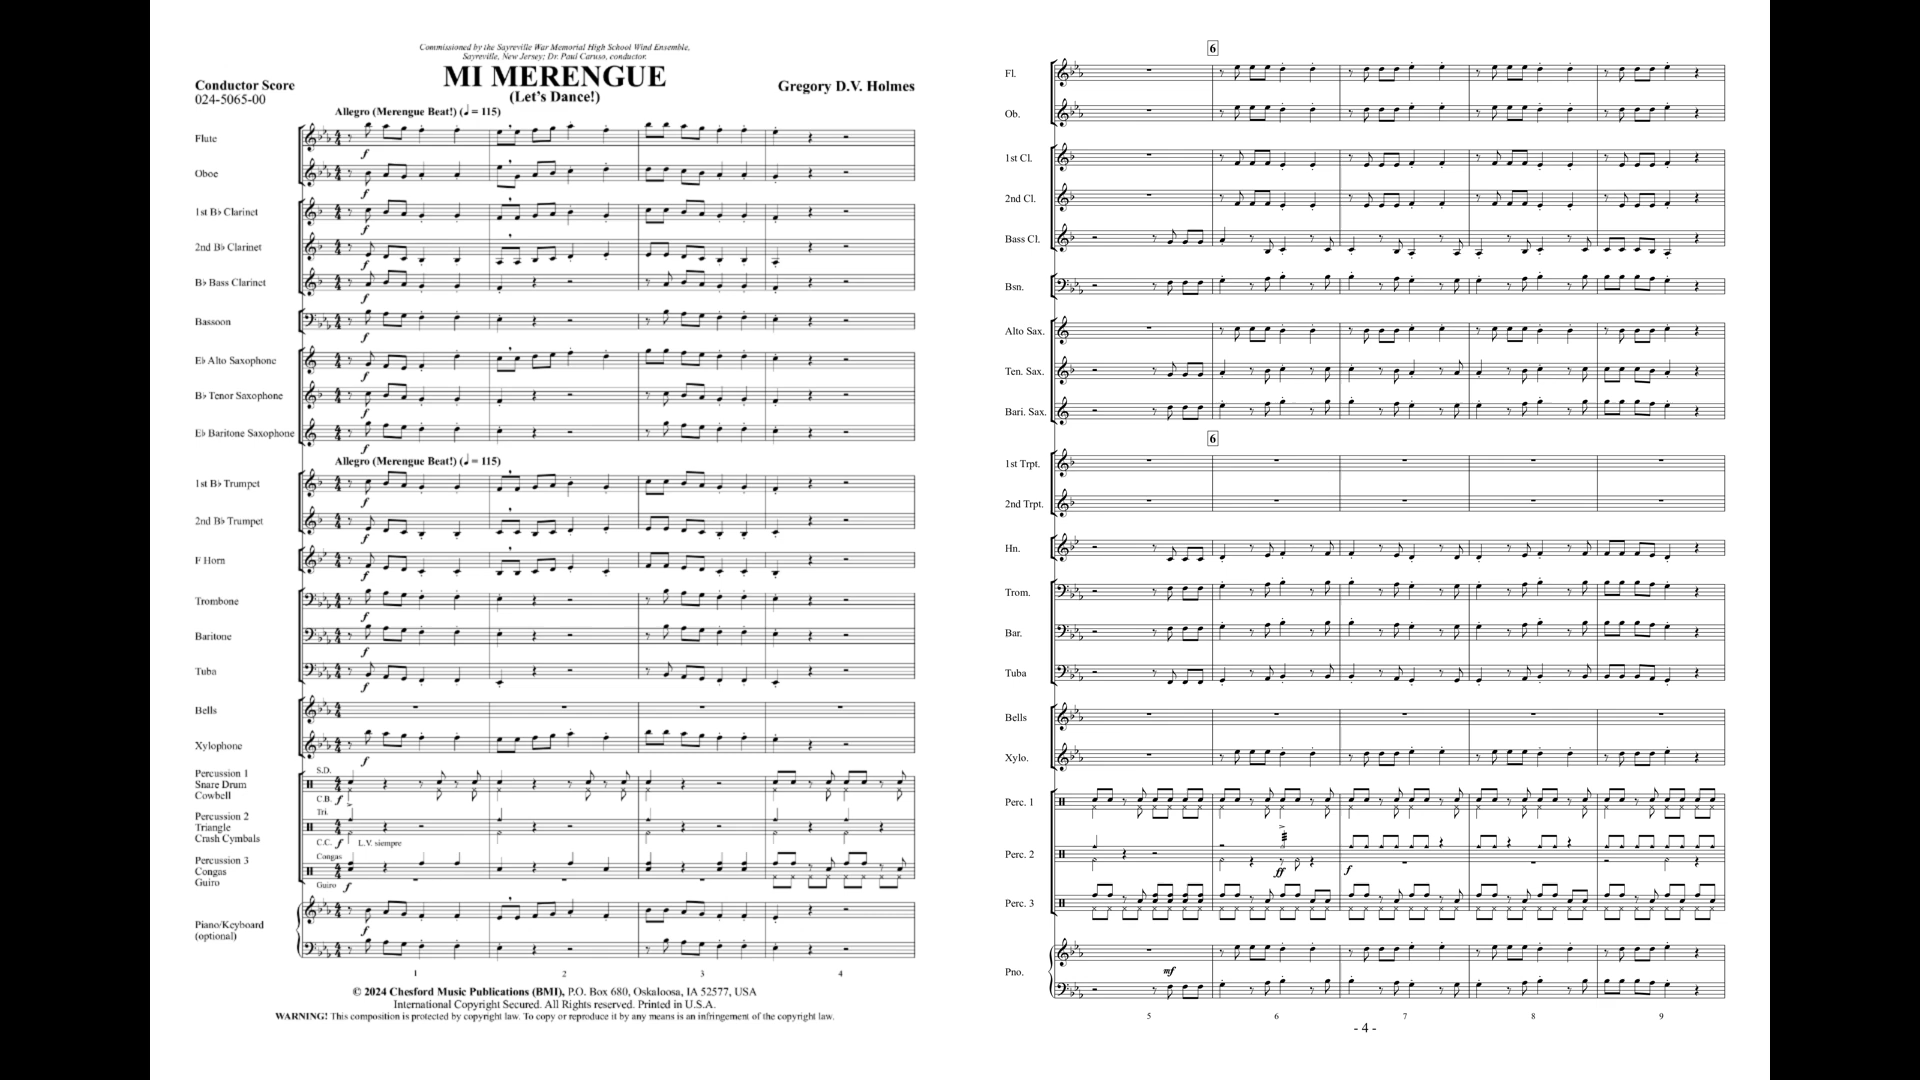 Commissioned by the Sayreville War Memorial High School Wind Ensemble,
Sayreville, New Jersey; Dr. Paul Caruso, conductor.
MI MERENGUE
(Let's Dance!)
Conductor Score
024-5065-00
Gregory D.V. Holmes
Allegro (Merengue Beat!) (♩ = 115)
Flute
f
Oboe
f
1st B♭ Clarinet
f
2nd B♭ Clarinet
f
B♭ Bass Clarinet
f
Bassoon
f
E♭ Alto Saxophone
f
B♭ Tenor Saxophone
f
E♭ Baritone Saxophone
f
Allegro (Merengue Beat!) (♩ = 115)
1st B♭ Trumpet
f
2nd B♭ Trumpet
f
F Horn
f
Trombone
f
Baritone
f
Tuba
f
Bells
Xylophone
f
Percussion 1
Snare Drum
Cowbell
S.D.
C.B. f
Percussion 2
Triangle
Crash Cymbals
Tri.
C.C. f L.V. siempre
Percussion 3
Congas
Guiro
Congas
Guiro f
Piano/Keyboard
(optional)
f
1 2 3 4
© 2024 Chesford Music Publications (BMI), P.O. Box 680, Oskaloosa, IA 52577, USA
International Copyright Secured. All Rights reserved. Printed in U.S.A.
WARNING! This composition is protected by copyright law. To copy or reproduce it by any means is an infringement of the copyright law.
6
Fl.
Ob.
1st Cl.
2nd Cl.
Bass Cl.
Bsn.
Alto Sax.
Ten. Sax.
Bari. Sax.
6
1st Trpt.
2nd Trpt.
Hn.
Trom.
Bar.
Tuba
Bells
Xylo.
Perc. 1
Perc. 2
ff f
Perc. 3
Pno.
mf
5 6 7 8 9
- 4 -